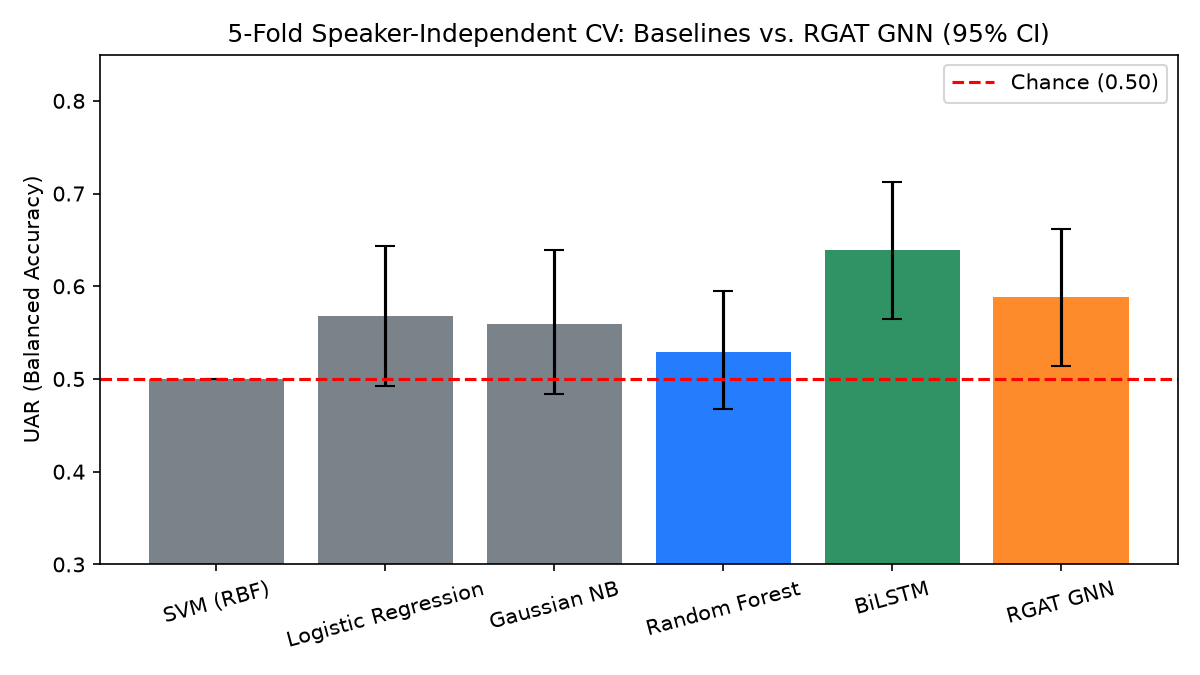 5-Fold Speaker-Independent CV: Baselines vs. RGAT GNN (95% CI)
Chance (0.50)
UAR (Balanced Accuracy)
0.8
0.7
0.6
0.5
0.4
0.3
SVM (RBF)
Logistic Regression
Gaussian NB
Random Forest
BiLSTM
RGAT GNN